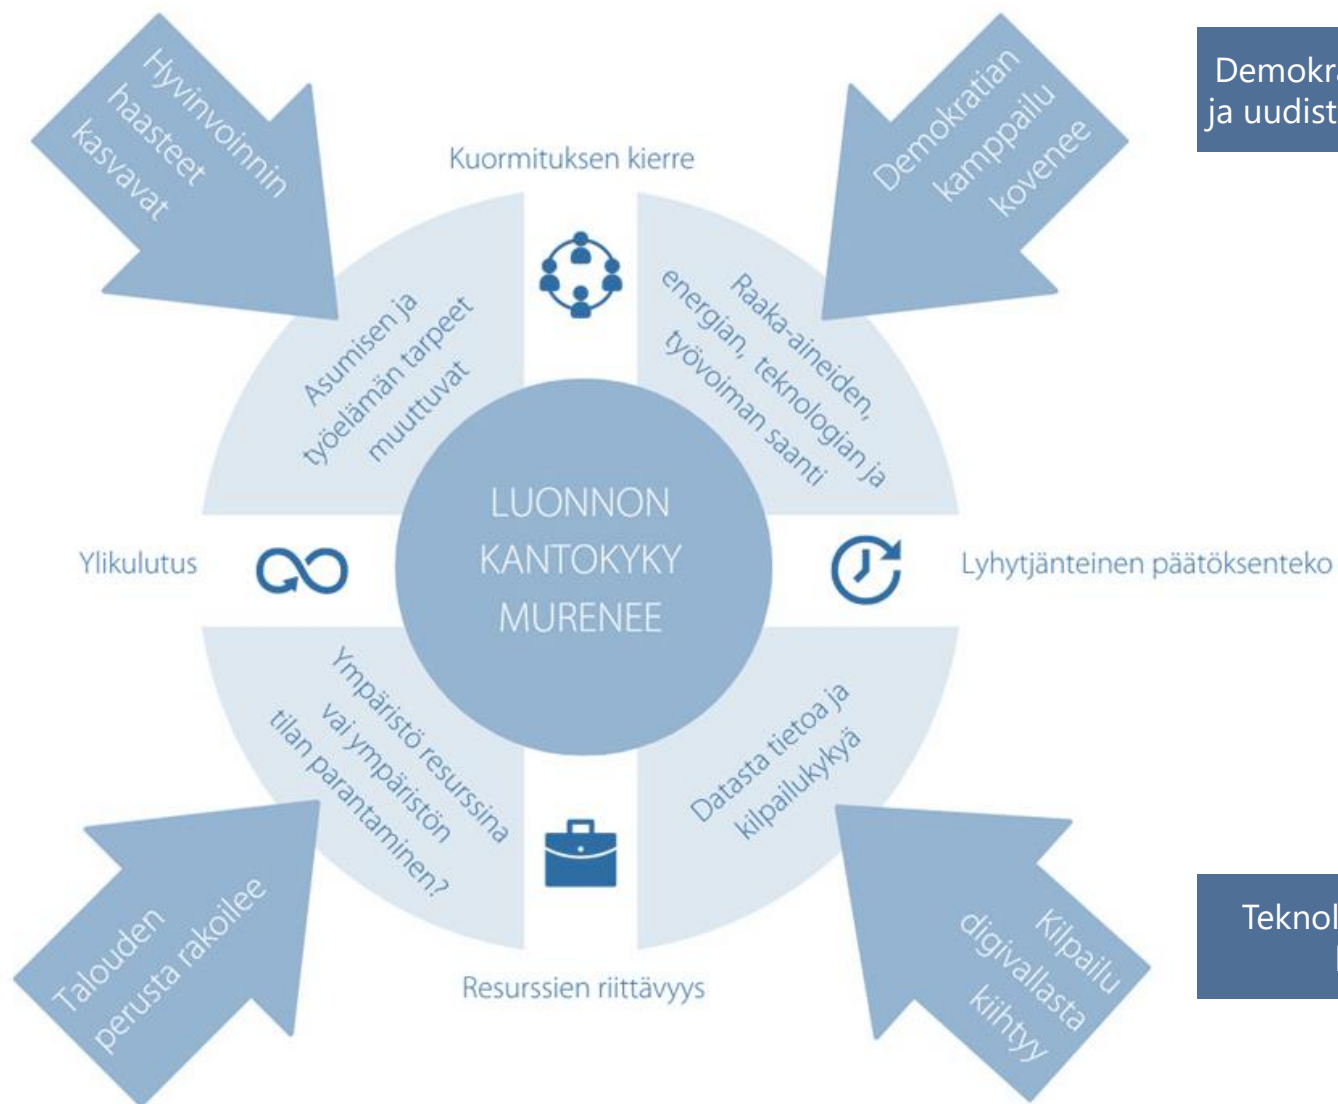 Hyvinvoinnin
haasteet
kasvavat
Demokratian
kamppailu
kovenee
ja uudist
Kuormituksen kierre
Asumisen ja
työelämän tarpeet
muuttuvat
Raaka-aineiden,
energian, teknologian ja
työvoiman saanti
LUONNON
KANTOKYKY
MURENEE
Ylikulutus
Lyhytjänteinen päätöksenteko
Ympäristö resurssina
vai ympäristön
tilan parantaminen?
Datasta tietoa ja
kilpailukykyä
Talouden
perusta rakoilee
Resurssien riittävyys
Kilpailu
digivallasta
kiihtyy